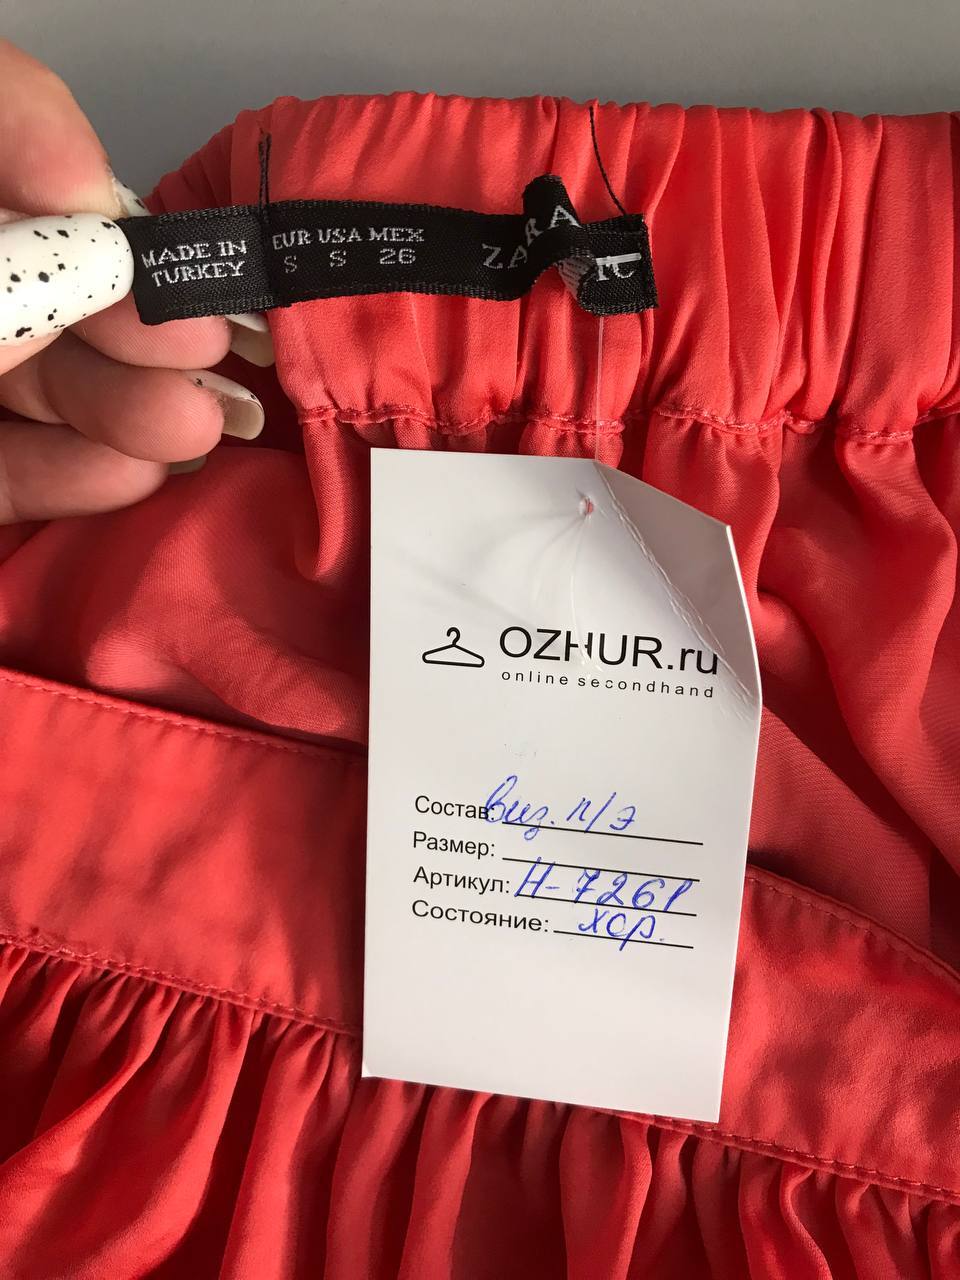 MADE IN
TURKEY
EUR USA MEX
S S 26
ZARA
OZHUR.ru
online secondhand
Состав: виз. п/э
Размер:
Артикул: Н-7261
Состояние: хор.